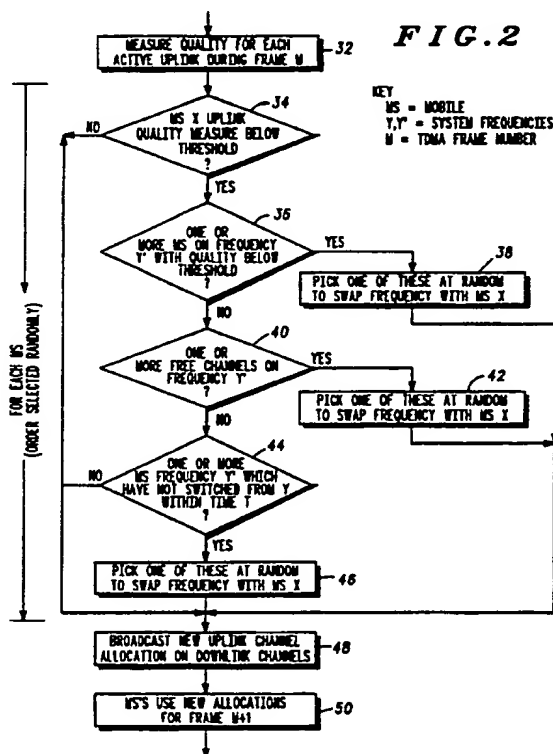 FIG.2
MEASURE QUALITY FOR EACH
ACTIVE UPLINK DURING FRAME M
32
KEY
MS = MOBILE
Y,Y' = SYSTEM FREQUENCIES
M = TDMA FRAME NUMBER
34
NO
MS X UPLINK
QUALITY MEASURE BELOW
THRESHOLD
?
YES
36
ONE OR
MORE MS ON FREQUENCY
Y' WITH QUALITY BELOW
THRESHOLD
?
YES
38
PICK ONE OF THESE AT RANDOM
TO SWAP FREQUENCY WITH MS X
NO
40
ONE OR
MORE FREE CHANNELS ON
FREQUENCY Y'
?
YES
42
PICK ONE OF THESE AT RANDOM
TO SWAP FREQUENCY WITH MS X
NO
FOR EACH MS
(ORDER SELECTED RANDOMLY)
44
NO
ONE OR MORE
MS FREQUENCY Y' WHICH
HAVE NOT SWITCHED FROM Y
WITHIN TIME T
?
YES
PICK ONE OF THESE AT RANDOM
TO SWAP FREQUENCY WITH MS X
46
BROADCAST NEW UPLINK CHANNEL
ALLOCATION ON DOWNLINK CHANNELS
48
MS'S USE NEW ALLOCATIONS
FOR FRAME M+1
50